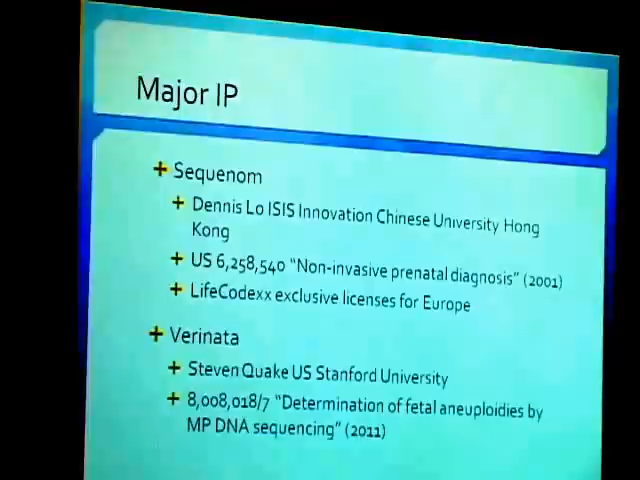 Major IP
+ Sequenom
+ Dennis Lo ISIS Innovation Chinese University Hong
Kong
+ US 6,258,540 “Non-invasive prenatal diagnosis” (2001)
+ LifeCodexx exclusive licenses for Europe
+ Verinata
+ Steven Quake US Stanford University
+ 8,008,018/7 “Determination of fetal aneuploidies by
MP DNA sequencing” (2011)